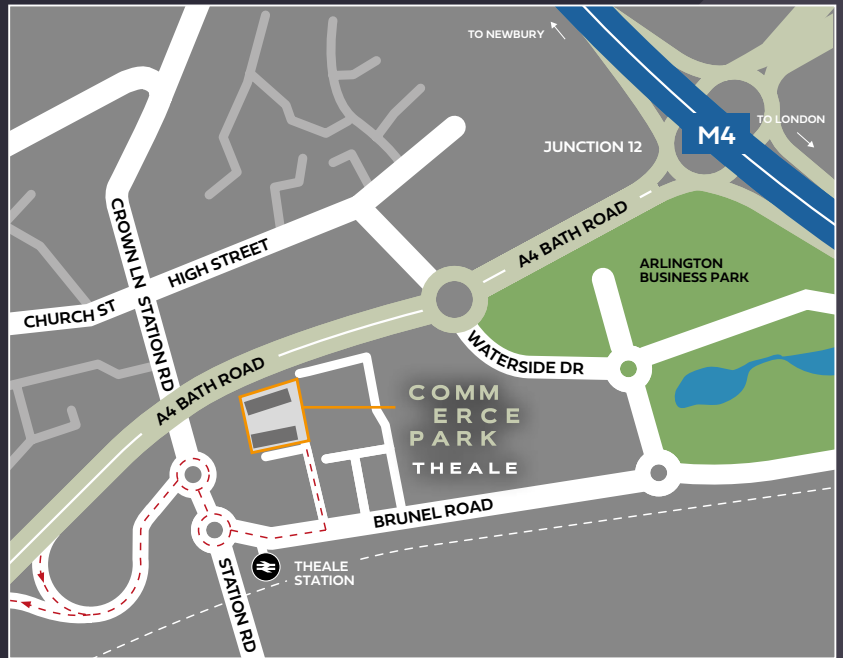 TO NEWBURY
M4
TO LONDON
JUNCTION 12
CROWN LN
A4 BATH ROAD
HIGH STREET
ARLINGTON
BUSINESS PARK
CHURCH ST
STATION RD
WATERSIDE DR
A4 BATH ROAD
COMM
ERCE
PARK
THEALE
BRUNEL ROAD
THEALE
STATION
STATION RD